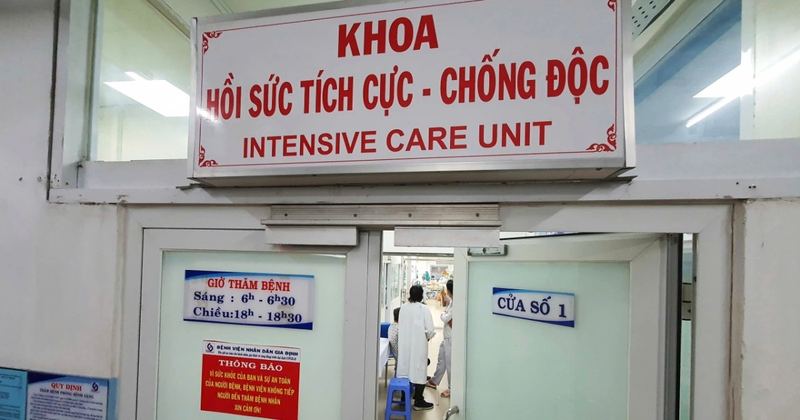 KHOA
HỒI SỨC TÍCH CỰC - CHỐNG ĐỘC
INTENSIVE CARE UNIT
GIỜ THĂM BỆNH
Sáng : 6h - 6h30
Chiều: 18h - 18h30
CỬA SỐ 1
BỆNH VIỆN NHÂN DÂN GIA ĐỊNH
THÔNG BÁO
VÌ SỨC KHỎE CỦA BẠN VÀ SỰ AN TOÀN
CỦA NGƯỜI BỆNH, BỆNH VIỆN KHÔNG TIẾP
NGƯỜI ĐẾN THĂM BỆNH NHÂN
XIN CÁM ƠN!
QUY ĐỊNH